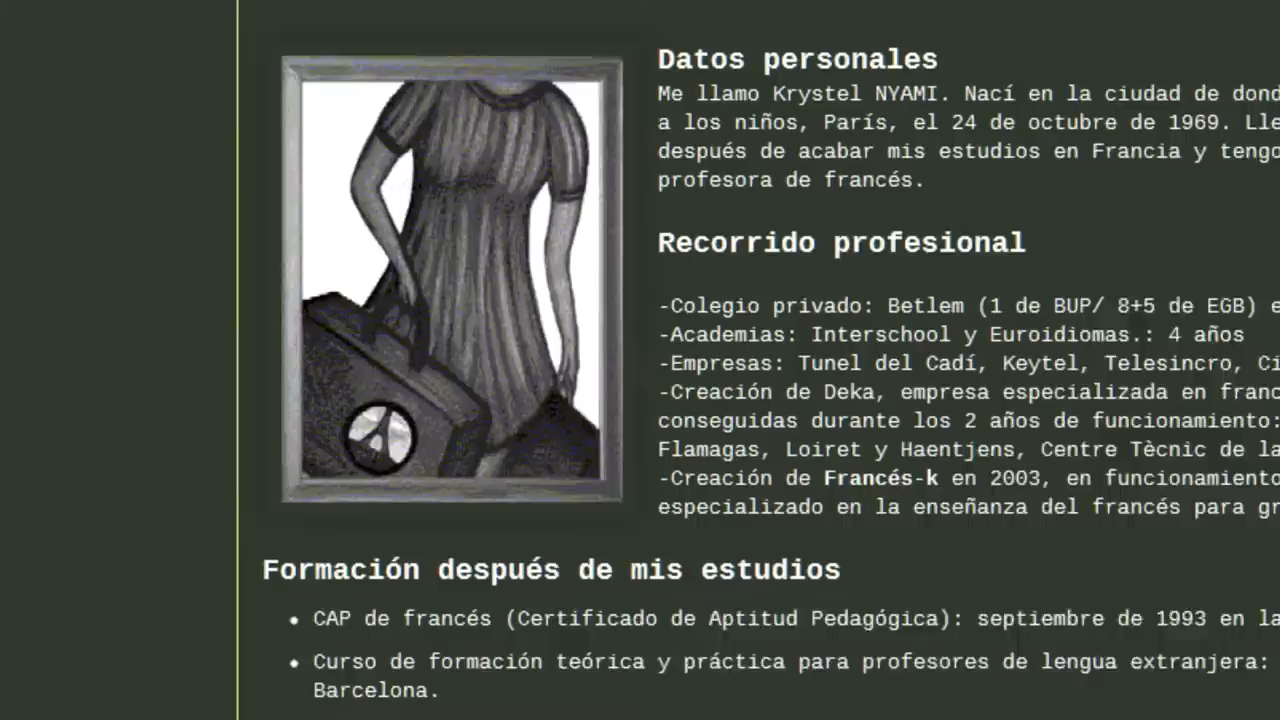 Datos personales
Me llamo Krystel NYAMI. Nací en la ciudad de
a los niños, París, el 24 de octubre de 1969.
después de acabar mis estudios en Francia y tengo
profesora de francés.
Recorrido profesional
-Colegio privado: Betlem (1 de BUP/ 8+5 de EGB)
-Academias: Interschool y Euroidiomas.: 4 años
-Empresas: Tunel del Cadí, Keytel, Telesincro,
-Creación de Deka, empresa especializada en
conseguidas durante los 2 años de funcionamiento:
Flamagas, Loiret y Haentjens, Centre Tècnic de la
-Creación de Francés-k en 2003, en funcionamiento
especializado en la enseñanza del francés para
Formación después de mis estudios
• CAP de francés (Certificado de Aptitud Pedagógica): septiembre de 1993 en la
• Curso de formación teórica y práctica para profesores de lengua extranjera:
Barcelona.